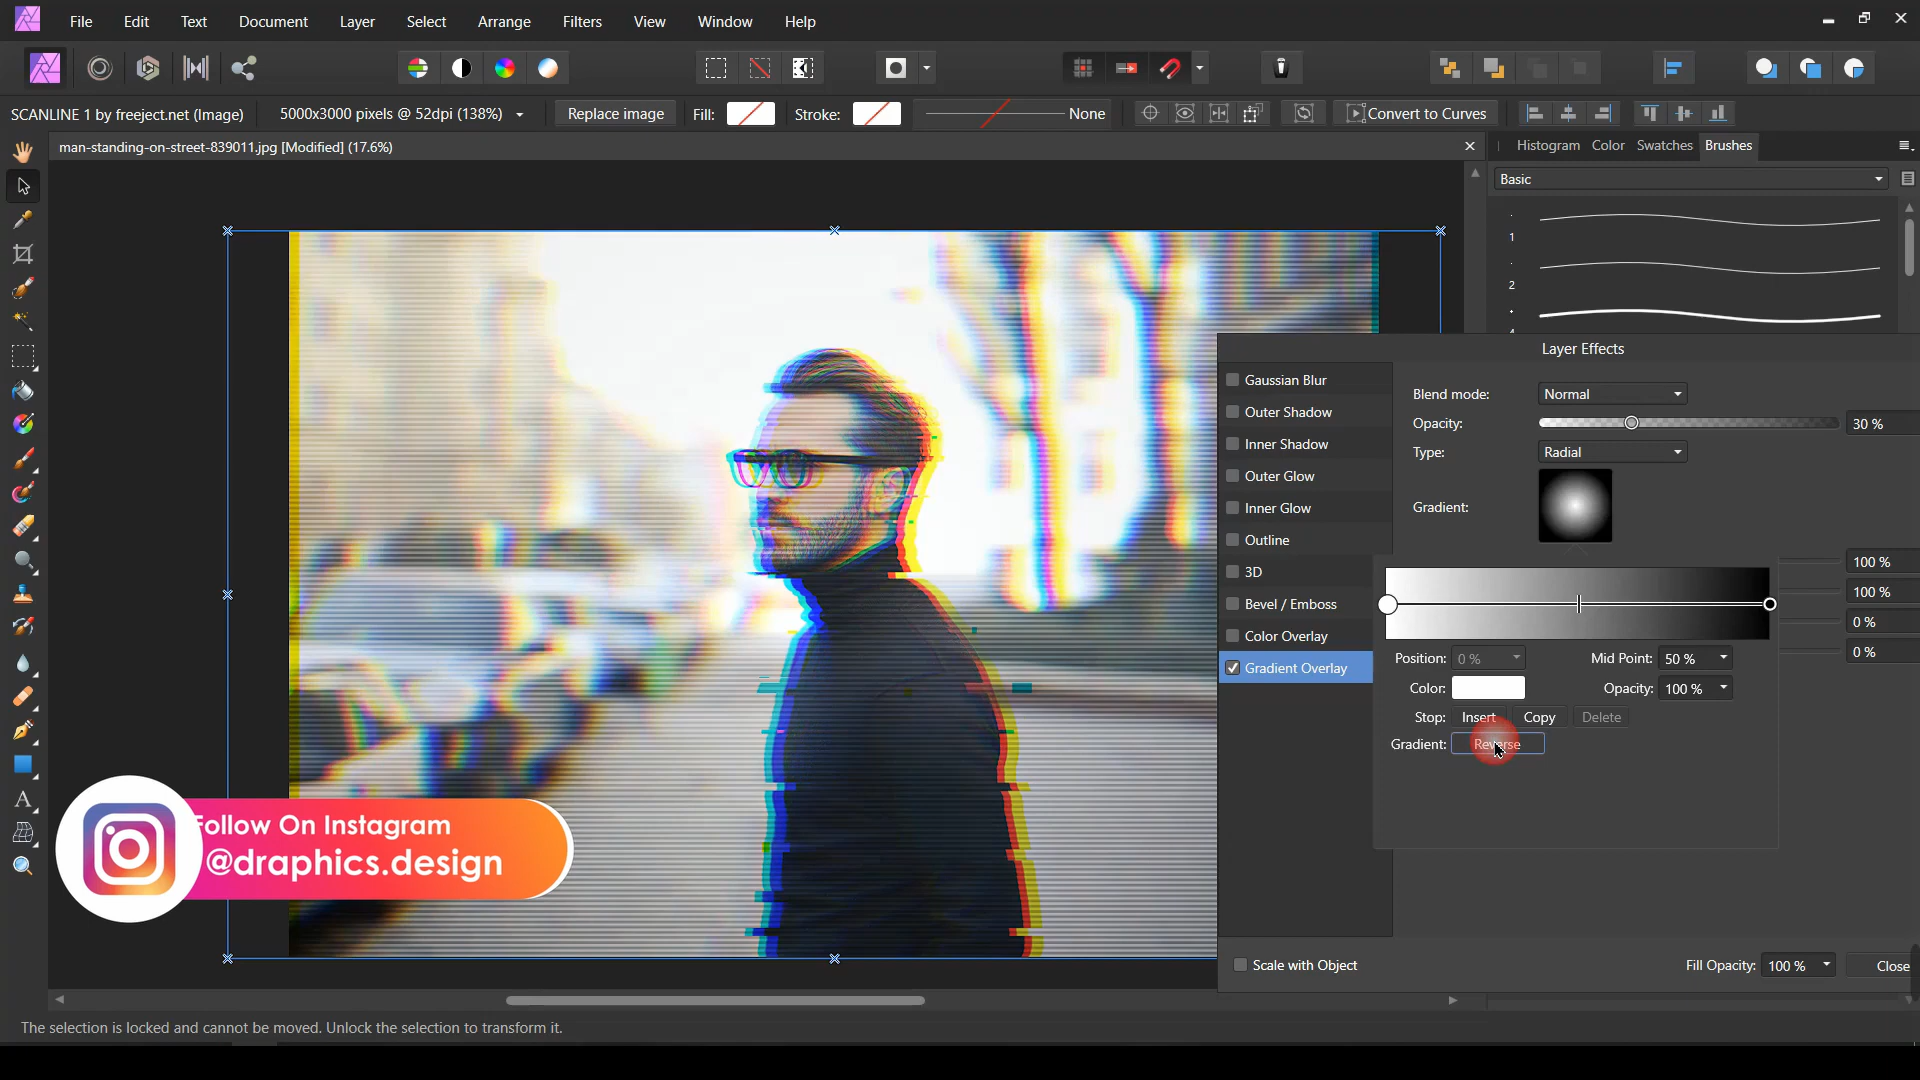 File Edit Text Document Layer Select Arrange Filters View Window Help
SCANLINE 1 by freeject.net (Image) 5000x3000 pixels @ 52dpi (138%) Replace image Fill: Stroke: None Convert to Curves
man-standing-on-street-839011.jpg [Modified] (17.6%)
Histogram Color Swatches Brushes
Basic
1
2
Layer Effects
Gaussian Blur
Outer Shadow
Inner Shadow
Outer Glow
Inner Glow
Outline
3D
Bevel / Emboss
Color Overlay
Gradient Overlay
Blend mode: Normal
Opacity: 30 %
Type: Radial
Gradient:
100 %
100 %
0 %
0 %
Position: 0 % Mid Point: 50 %
Color: Opacity: 100 %
Stop: Insert Copy Delete
Gradient: Reverse
Follow On Instagram
@draphics.design
Scale with Object Fill Opacity: 100 % Close
The selection is locked and cannot be moved. Unlock the selection to transform it.